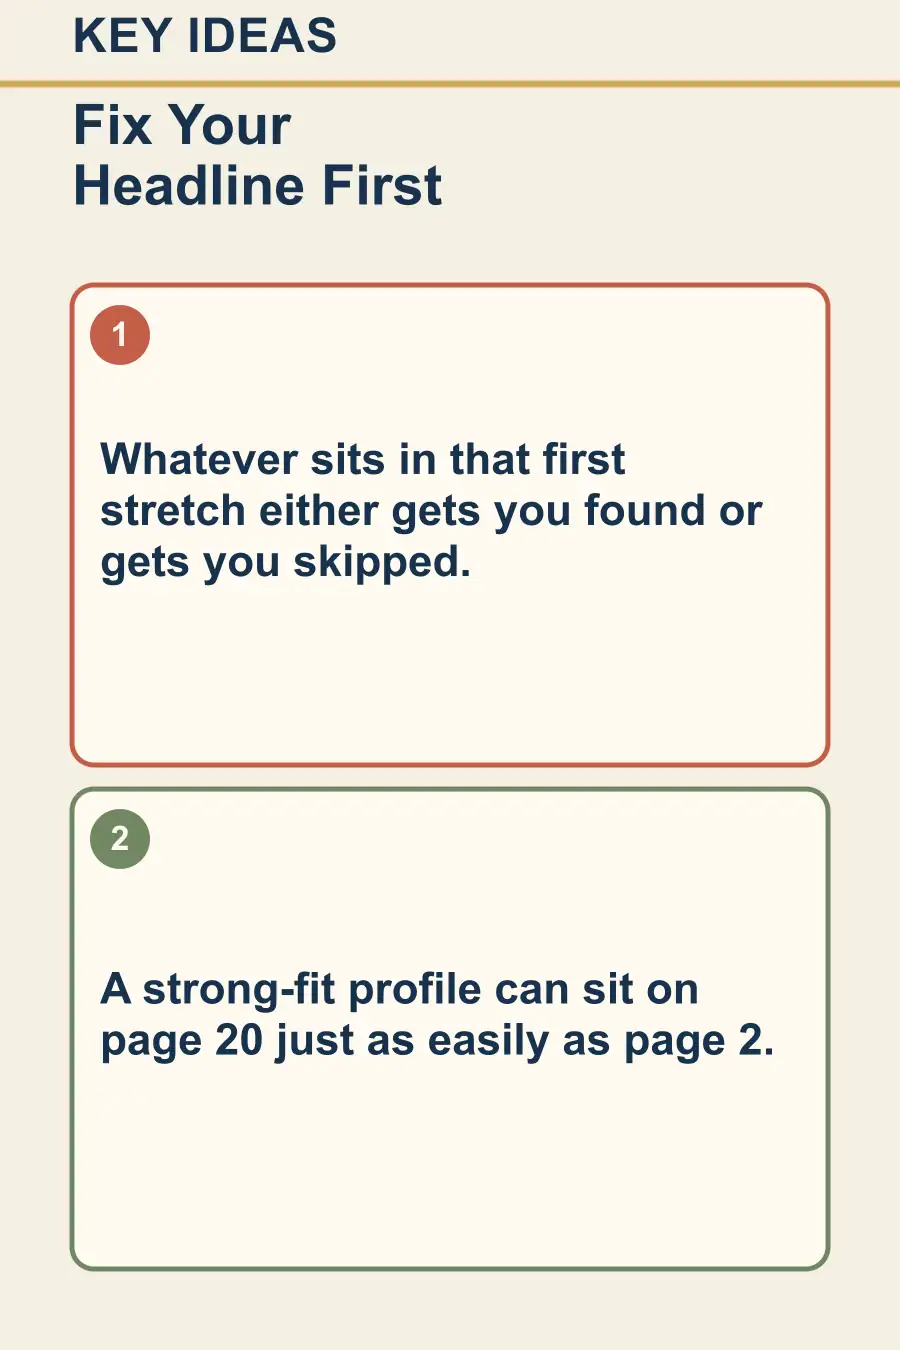 KEY IDEAS
Fix Your
Headline First
1
Whatever sits in that first
stretch either gets you found or
gets you skipped.
2
A strong-fit profile can sit on
page 20 just as easily as page 2.